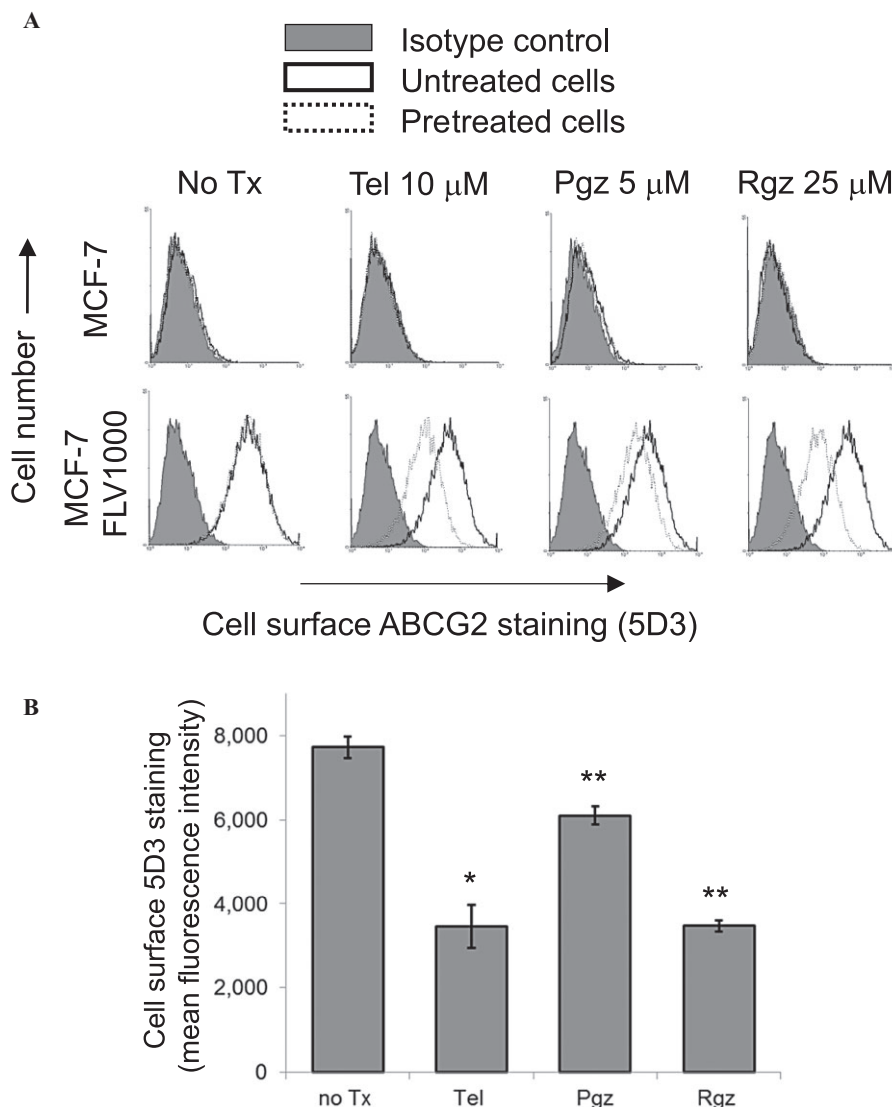 A
Isotype control
Untreated cells
Pretreated cells
No Tx Tel 10 μM Pgz 5 μM Rgz 25 μM
Cell number
MCF-7
MCF-7
FLV1000
Cell surface ABCG2 staining (5D3)
B
Cell surface 5D3 staining
(mean fluorescence intensity)
8,000
6,000
4,000
2,000
0
*
**
**
no Tx Tel Pgz Rgz